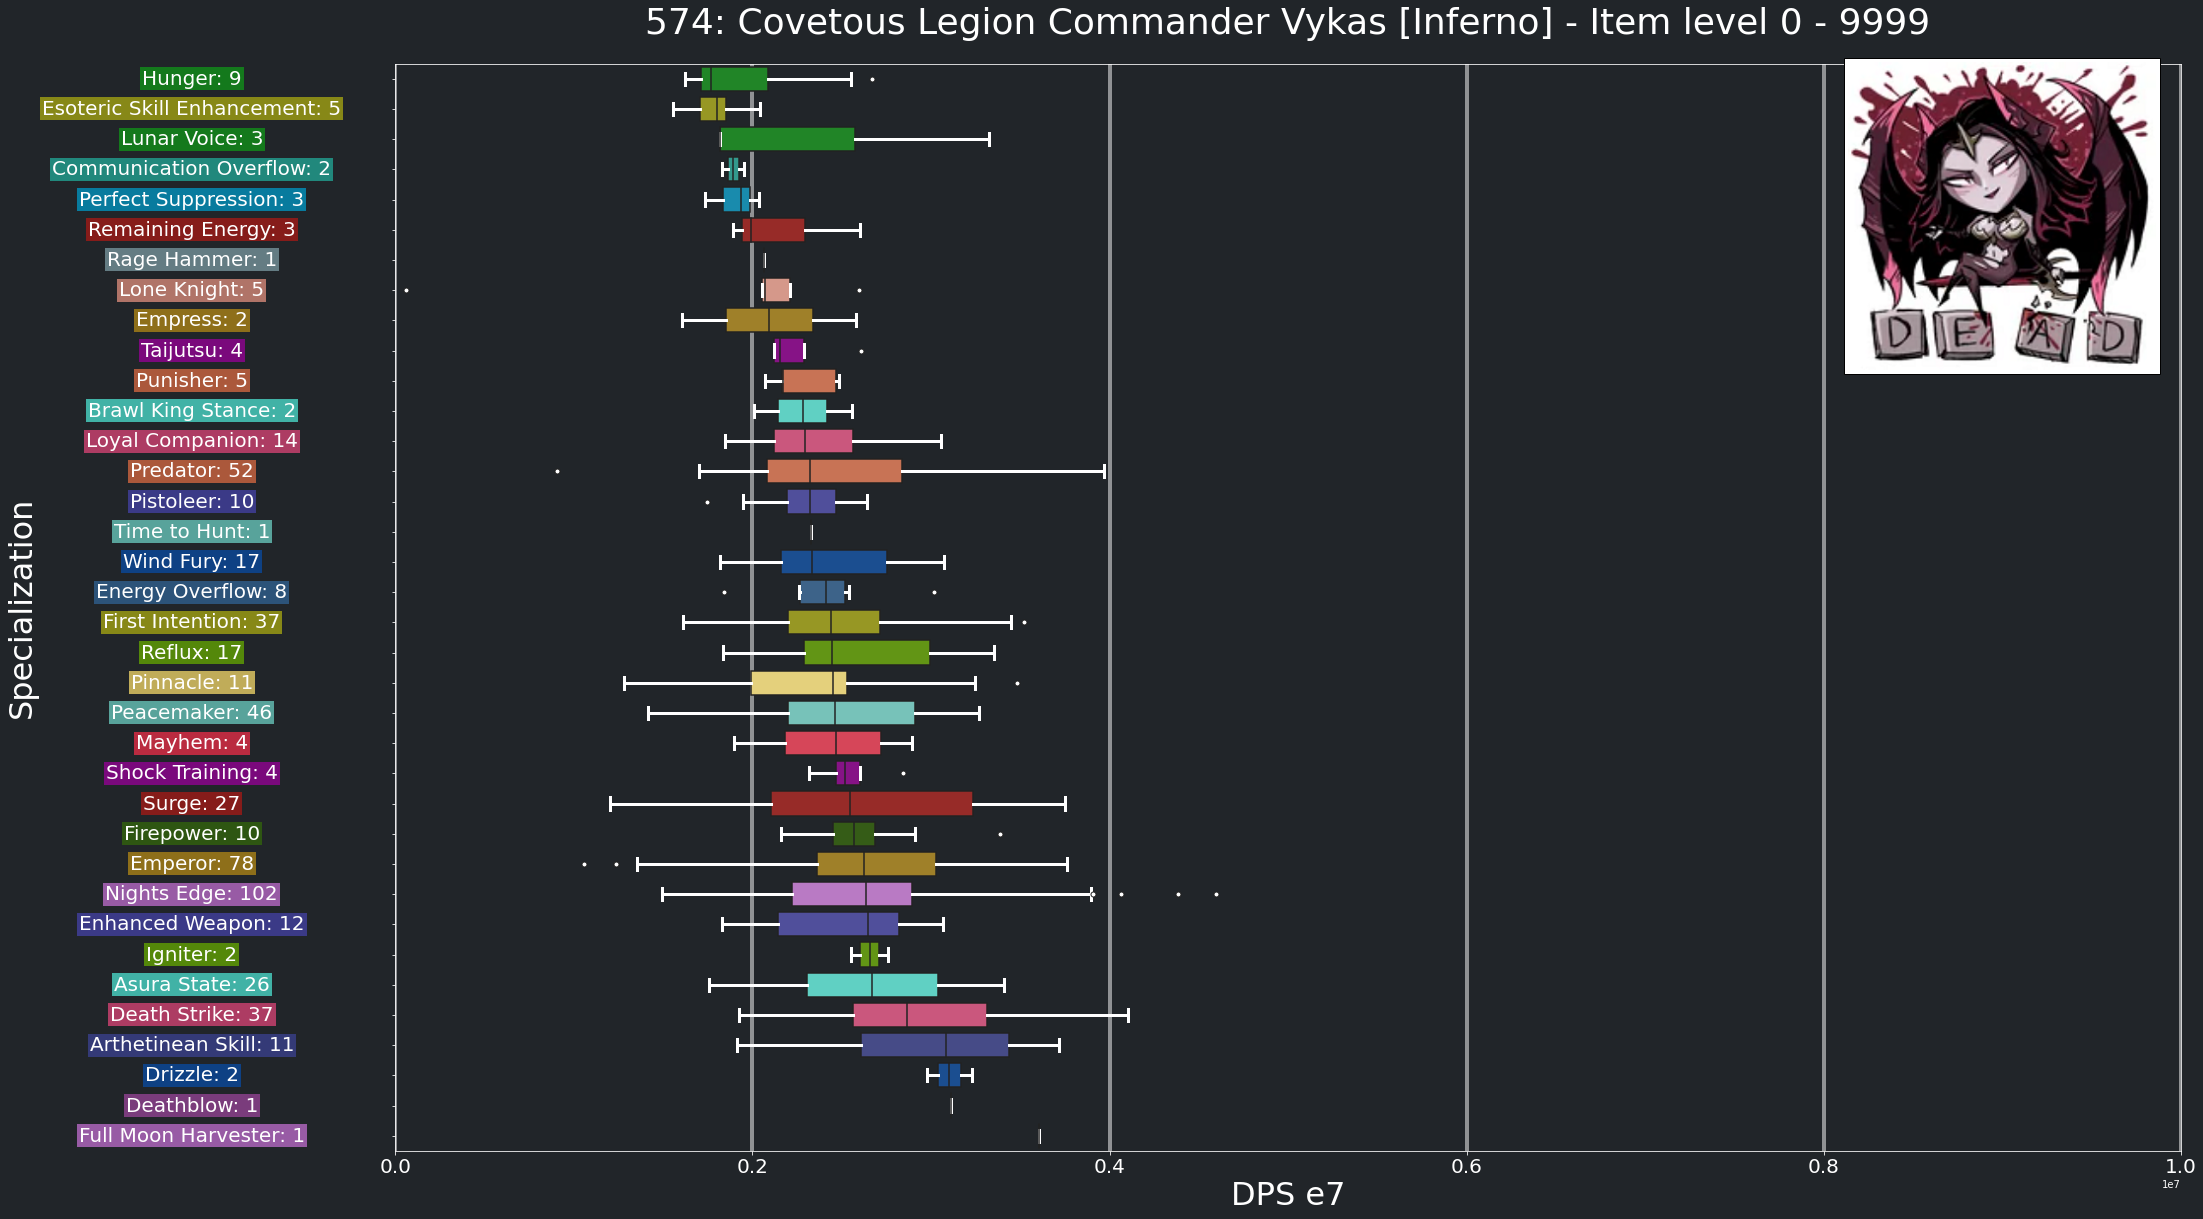 574: Covetous Legion Commander Vykas [Inferno] - Item level 0 - 9999
Hunger: 9
Esoteric Skill Enhancement: 5
Lunar Voice: 3
Communication Overflow: 2
Perfect Suppression: 3
Remaining Energy: 3
Rage Hammer: 1
Lone Knight: 5
Empress: 2
Taijutsu: 4
Punisher: 5
Brawl King Stance: 2
Loyal Companion: 14
Predator: 52
Pistoleer: 10
Time to Hunt: 1
Wind Fury: 17
Energy Overflow: 8
First Intention: 37
Reflux: 17
Pinnacle: 11
Peacemaker: 46
Mayhem: 4
Shock Training: 4
Surge: 27
Firepower: 10
Emperor: 78
Nights Edge: 102
Enhanced Weapon: 12
Igniter: 2
Asura State: 26
Death Strike: 37
Arthetinean Skill: 11
Drizzle: 2
Deathblow: 1
Full Moon Harvester: 1
Specialization
DEAD
0.0 0.2 0.4 0.6 0.8 1.0
1e7
DPS e7